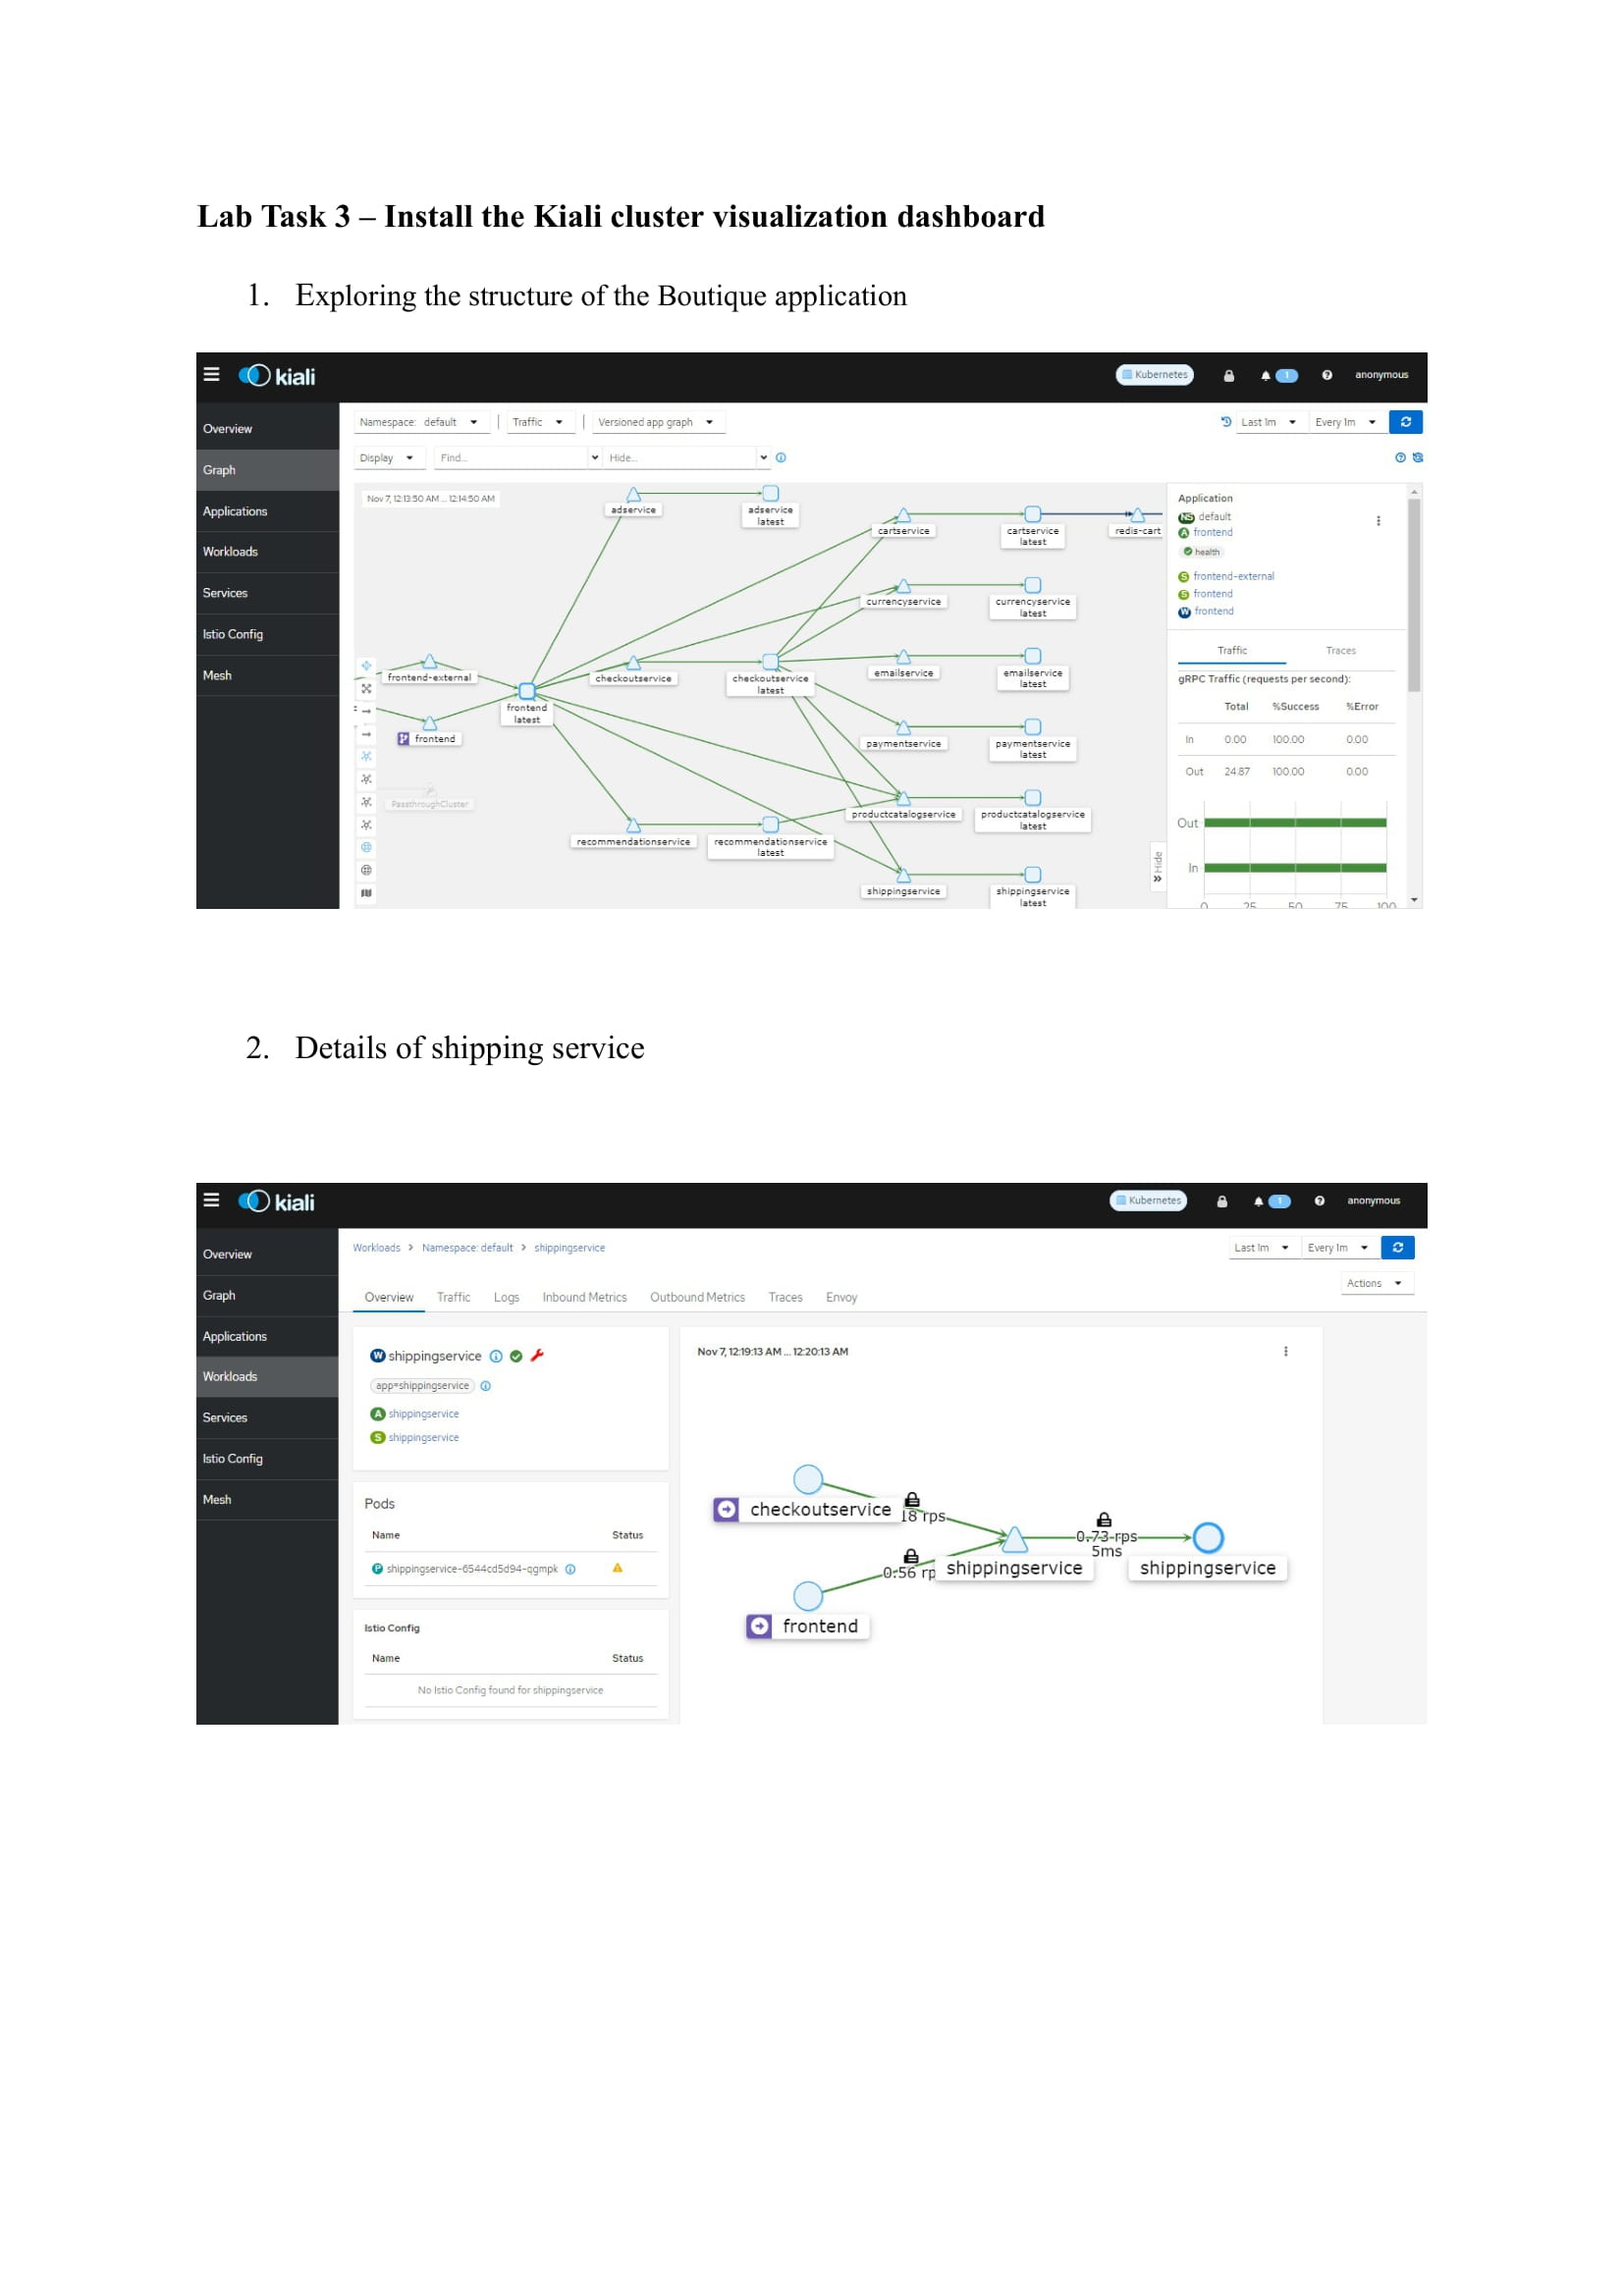 Lab Task 3 – Install the Kiali cluster visualization dashboard
1. Exploring the structure of the Boutique application
kiali
Kubernetes
1
anonymous
Overview
Graph
Applications
Workloads
Services
Istio Config
Mesh
Namespace: default
Traffic
Versioned app graph
Last 1m
Every 1m
Display
Find...
Hide...
Nov 7, 12:13:50 AM ... 12:14:50 AM
adservice
adservice
latest
cartservice
cartservice
latest
redis-cart
currencyservice
currencyservice
latest
frontend-external
checkoutservice
checkoutservice
latest
emailservice
emailservice
latest
frontend
latest
frontend
paymentservice
paymentservice
latest
PassthroughCluster
productcatalogservice
productcatalogservice
latest
recommendationservice
recommendationservice
latest
shippingservice
shippingservice
latest
Hide
Application
NS default
A frontend
health
S frontend-external
S frontend
W frontend
Traffic Traces
gRPC Traffic (requests per second):
Total %Success %Error
In 0.00 100.00 0.00
Out 24.87 100.00 0.00
Out
In
0 25 50 75 100
2. Details of shipping service
kiali
Kubernetes
1
anonymous
Overview
Graph
Applications
Workloads
Services
Istio Config
Mesh
Workloads > Namespace: default > shippingservice
Last 1m
Every 1m
Actions
Overview Traffic Logs Inbound Metrics Outbound Metrics Traces Envoy
W shippingservice
app=shippingservice
A shippingservice
S shippingservice
Pods
Name Status
P shippingservice-6544cd5d94-qgmpk
Istio Config
Name Status
No Istio Config found for shippingservice
Nov 7, 12:19:13 AM ... 12:20:13 AM
checkoutservice
18 rps
0.73 rps
5ms
0.56 rp
shippingservice
shippingservice
frontend